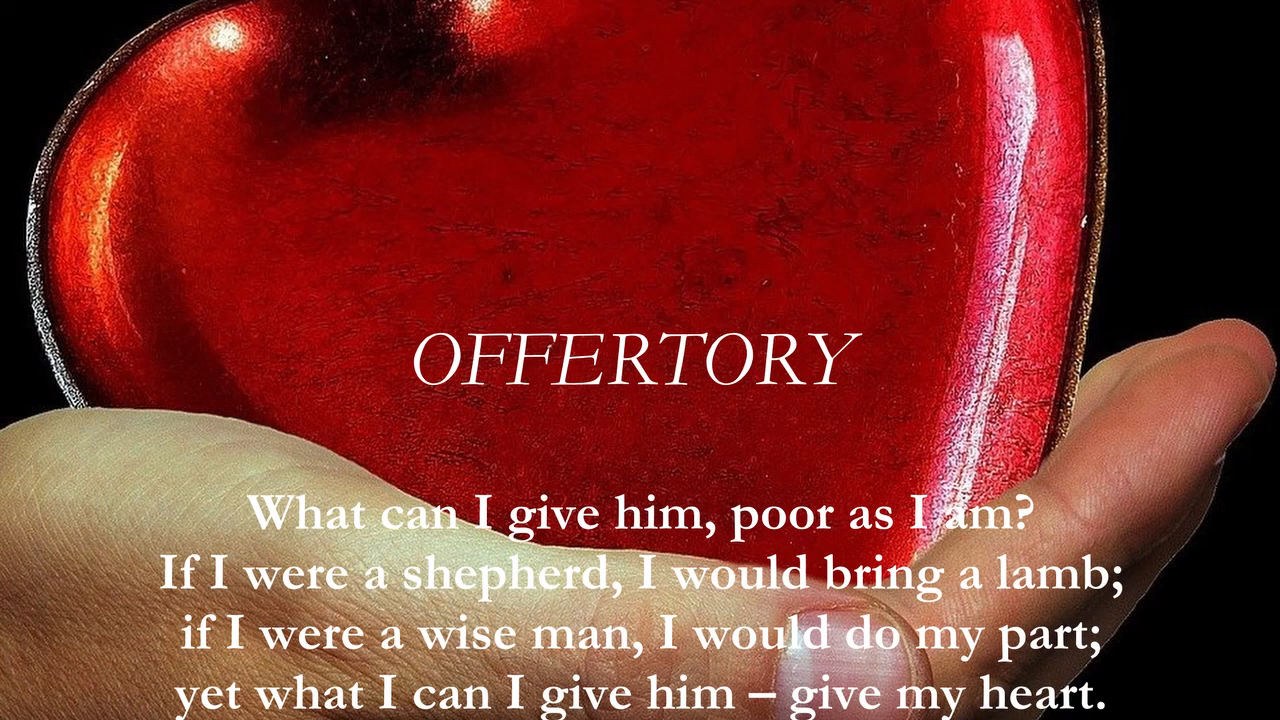 OFFERTORY
What can I give him, poor as I am?
If I were a shepherd, I would bring a lamb;
if I were a wise man, I would do my part;
yet what I can I give him – give my heart.